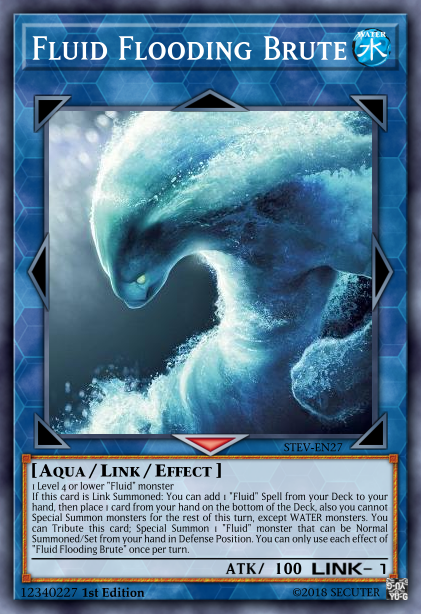 FLUID FLOODING BRUTE
WATER
水
STEV-EN27
[ AQUA / LINK / EFFECT ]
1 Level 4 or lower "Fluid" monster
If this card is Link Summoned: You can add 1 "Fluid" Spell from your Deck to your
hand, then place 1 card from your hand on the bottom of the Deck, also you cannot
Special Summon monsters for the rest of this turn, except WATER monsters. You
can Tribute this card; Special Summon 1 "Fluid" monster that can be Normal
Summoned/Set from your hand in Defense Position. You can only use each effect of
"Fluid Flooding Brute" once per turn.
ATK/ 100 LINK- 1
12340227 1st Edition
©2018 SECUTER